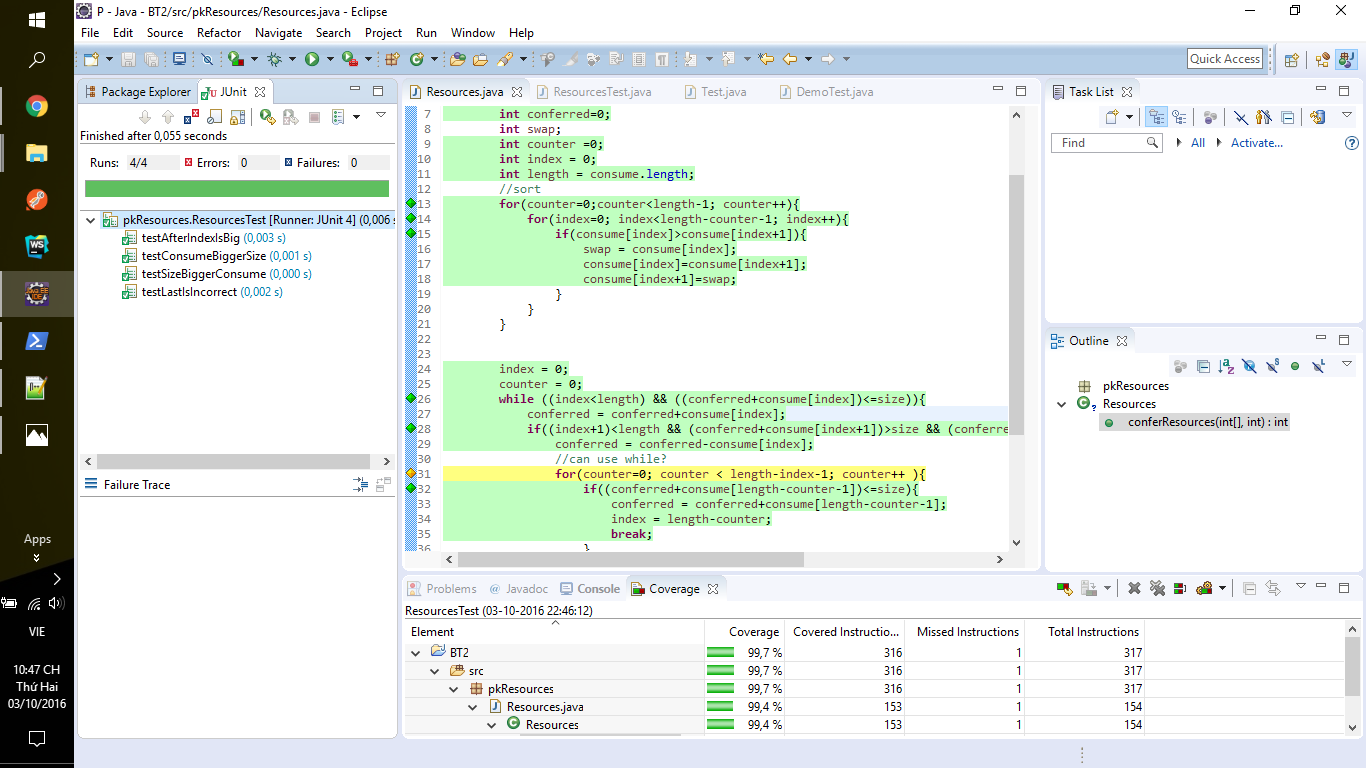 P - Java - BT2/src/pkResources/Resources.java - Eclipse
File Edit Source Refactor Navigate Search Project Run Window Help
Quick Access
Package Explorer JUnit
Finished after 0,055 seconds
Runs: 4/4 Errors: 0 Failures: 0
pkResources.ResourcesTest [Runner: JUnit 4] (0,006 s
testAfterIndexIsBig (0,003 s)
testConsumeBiggerSize (0,001 s)
testSizeBiggerConsume (0,000 s)
testLastIsIncorrect (0,002 s)
Failure Trace
Resources.java ResourcesTest.java Test.java DemoTest.java
7 int conferred=0;
8 int swap;
9 int counter =0;
10 int index = 0;
11 int length = consume.length;
12 //sort
13 for(counter=0;counter<length-1; counter++){
14 for(index=0; index<length-counter-1; index++){
15 if(consume[index]>consume[index+1]){
16 swap = consume[index];
17 consume[index]=consume[index+1];
18 consume[index+1]=swap;
19 }
20 }
21 }
22
23
24 index = 0;
25 counter = 0;
26 while ((index<length) && ((conferred+consume[index])<=size)){
27 conferred = conferred+consume[index];
28 if((index+1)<length && (conferred+consume[index+1])>size && (conferre
29 conferred = conferred-consume[index];
30 //can use while?
31 for(counter=0; counter < length-index-1; counter++ ){
32 if((conferred+consume[length-counter-1])<=size){
33 conferred = conferred+consume[length-counter-1];
34 index = length-counter;
35 break;
36 }
Task List
Find All Activate...
Outline
pkResources
Resources
conferResources(int[], int) : int
Problems Javadoc Console Coverage
ResourcesTest (03-10-2016 22:46:12)
Element Coverage Covered Instructio... Missed Instructions Total Instructions
BT2 99,7 % 316 1 317
src 99,7 % 316 1 317
pkResources 99,7 % 316 1 317
Resources.java 99,4 % 153 1 154
Resources 99,4 % 153 1 154
Apps
VIE
10:47 CH
Thứ Hai
03/10/2016